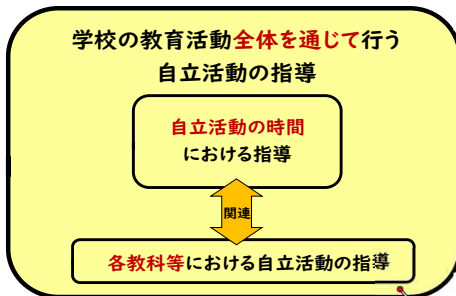 学校の教育活動全体を通じて行う
自立活動の指導
自立活動の時間
における指導
関連
各教科等における自立活動の指導